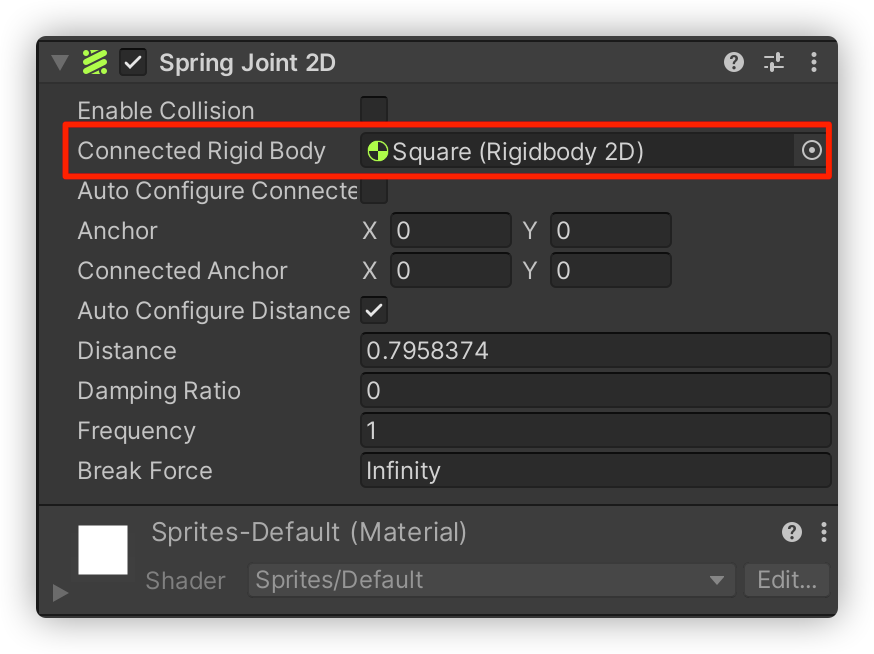 Spring Joint 2D
Enable Collision
Connected Rigid Body Square (Rigidbody 2D)
Auto Configure Connecte
Anchor X 0 Y 0
Connected Anchor X 0 Y 0
Auto Configure Distance
Distance 0.7958374
Damping Ratio 0
Frequency 1
Break Force Infinity
Sprites-Default (Material)
Shader Sprites/Default Edit...